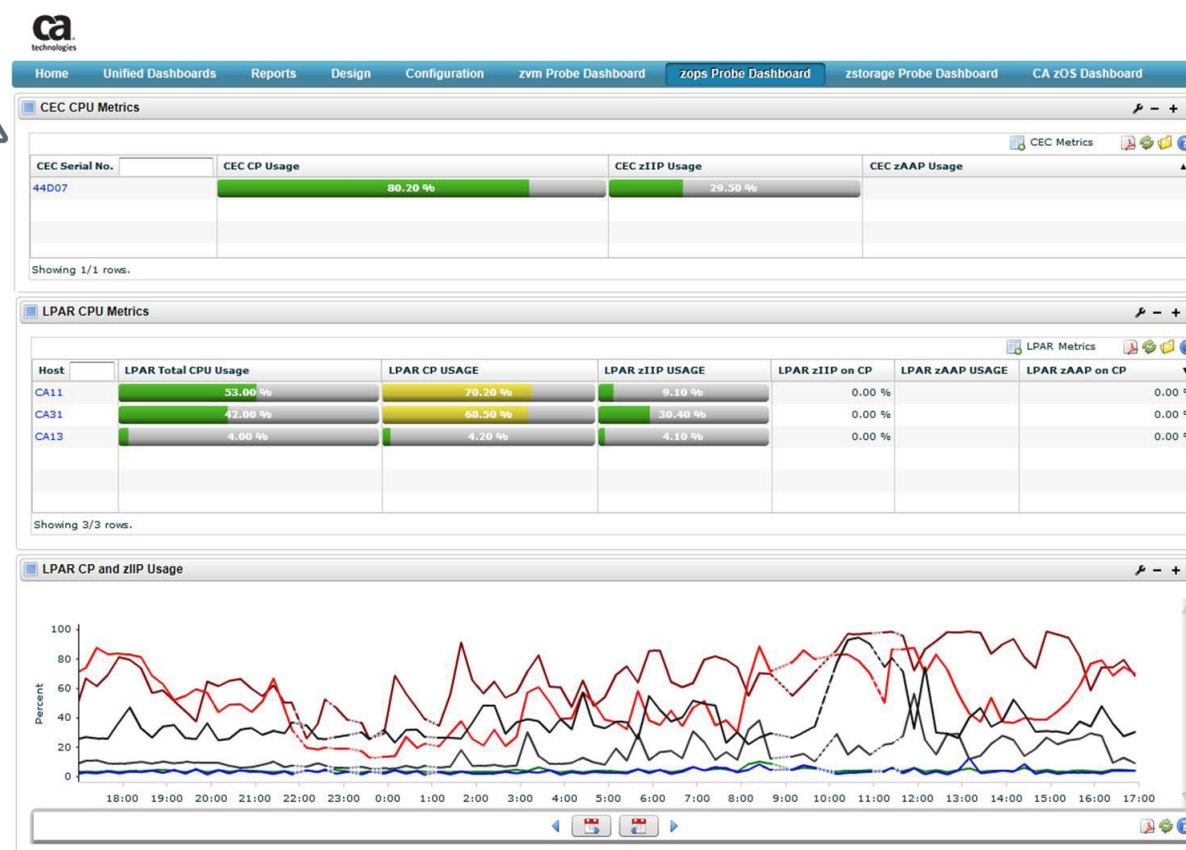 ca
technologies
Home Unified Dashboards Reports Design Configuration zvm Probe Dashboard zops Probe Dashboard zstorage Probe Dashboard CA zOS Dashboard
CEC CPU Metrics
CEC Metrics
CEC Serial No. CEC CP Usage CEC zIIP Usage CEC zAAP Usage
44D07 80.20 % 29.50 %
Showing 1/1 rows.
LPAR CPU Metrics
LPAR Metrics
Host LPAR Total CPU Usage LPAR CP USAGE LPAR zIIP USAGE LPAR zIIP on CP LPAR zAAP USAGE LPAR zAAP on CP
CA11 53.00 % 70.20 % 9.10 % 0.00 % 0.00 %
CA31 42.00 % 68.50 % 30.40 % 0.00 % 0.00 %
CA13 4.00 % 4.20 % 4.10 % 0.00 % 0.00 %
Showing 3/3 rows.
LPAR CP and zIIP Usage
Percent
100
80
60
40
20
0
18:00 19:00 20:00 21:00 22:00 23:00 0:00 1:00 2:00 3:00 4:00 5:00 6:00 7:00 8:00 9:00 10:00 11:00 12:00 13:00 14:00 15:00 16:00 17:00